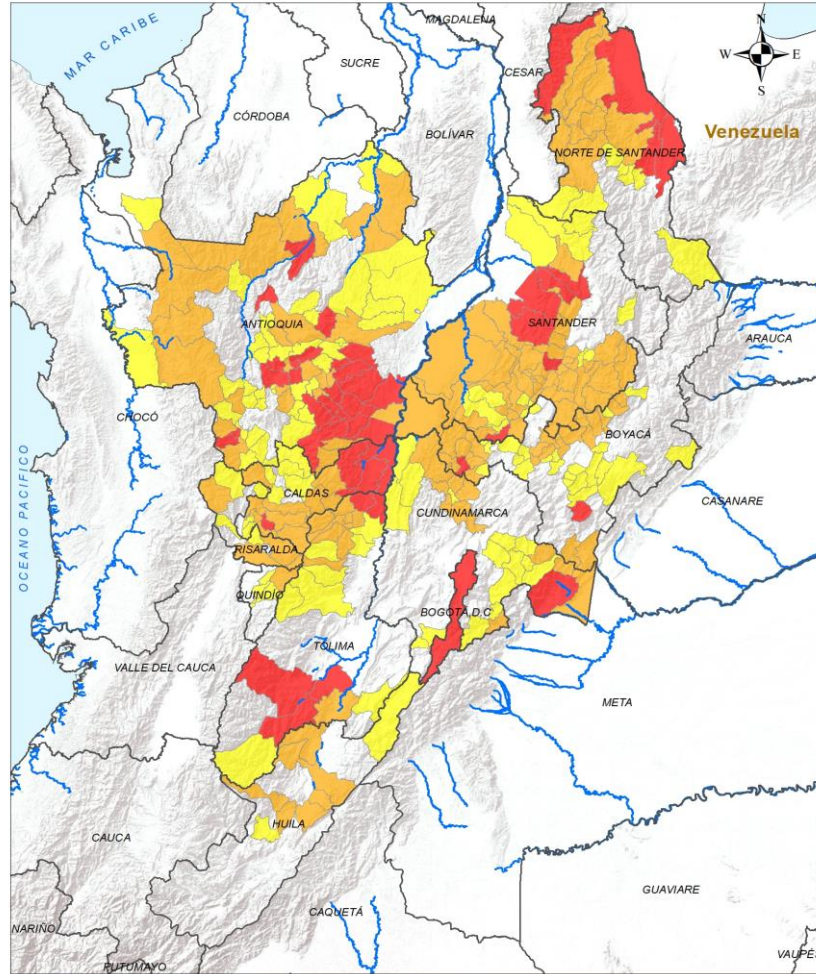 MAGDALENA
N
MAR CARIBE
SUCRE
W E
CESAR
S
CÓRDOBA
BOLÍVAR
Venezuela
NORTE DE SANTANDER
ANTIOQUIA
SANTANDER
ARAUCA
CHOCÓ
BOYACÁ
OCEANO PACIFICO
CALDAS
CASANARE
CUNDINAMARCA
RISARALDA
QUINDÍO
BOGOTÁ, D.C
TOLIMA
VALLE DEL CAUCA
META
HUILA
CAUCA
GUAVIARE
CAQUETÁ
NARIÑO
VAUPÉS
PUTUMAYO